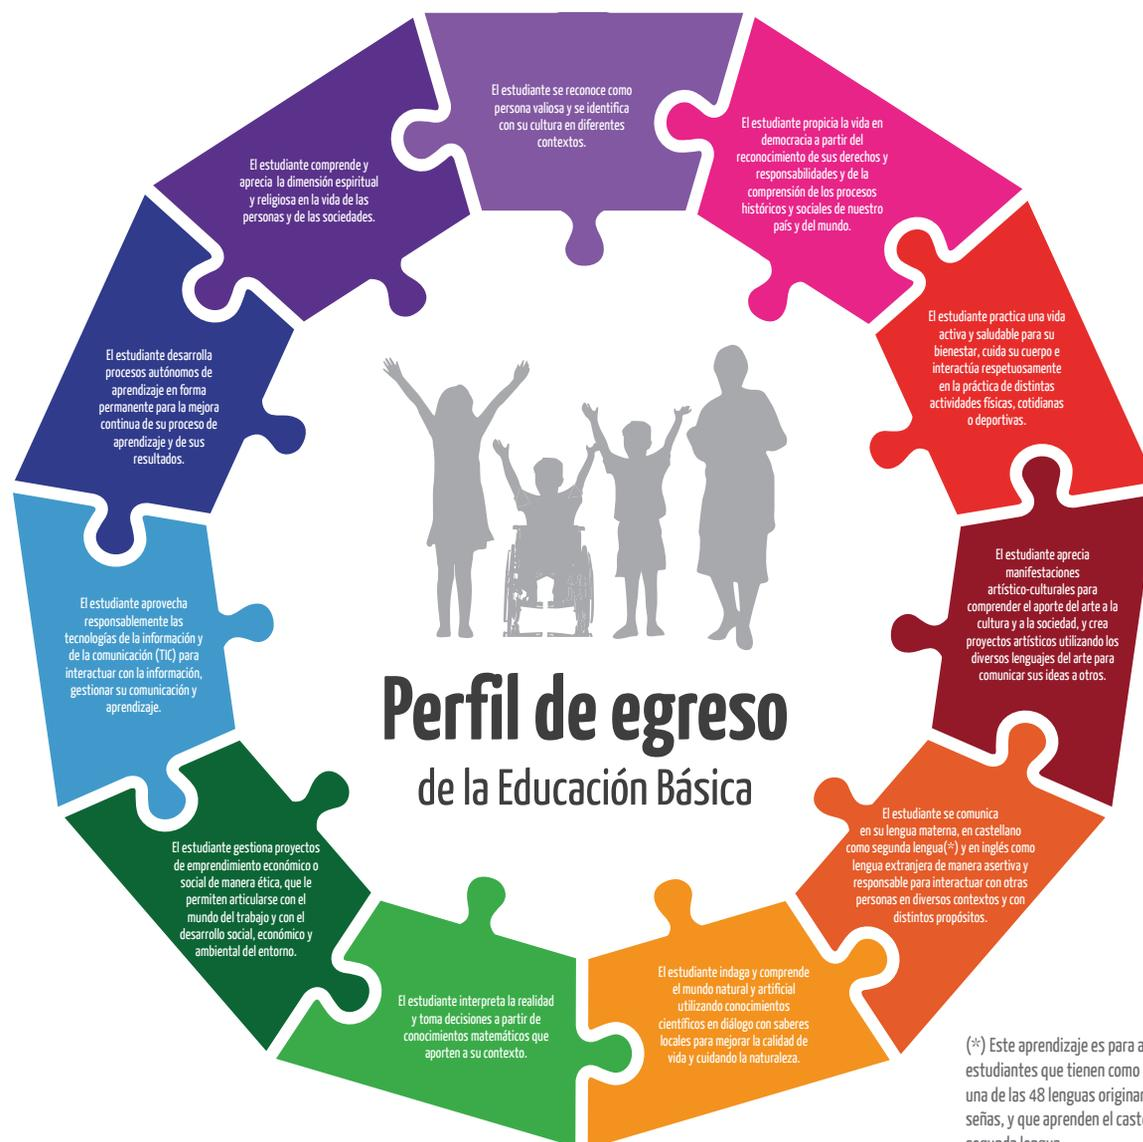 El estudiante se reconoce como
persona valiosa y se identifica
con su cultura en diferentes
contextos.
El estudiante propicia la vida en
democracia a partir del
reconocimiento de sus derechos y
responsabilidades y de la
comprensión de los procesos
históricos y sociales de nuestro
país y del mundo.
El estudiante practica una vida
activa y saludable para su
bienestar, cuida su cuerpo e
interactúa respetuosamente
en la práctica de distintas
actividades físicas, cotidianas
o deportivas.
El estudiante aprecia
manifestaciones
artístico-culturales para
comprender el aporte del arte a la
cultura y a la sociedad, y crea
proyectos artísticos utilizando los
diversos lenguajes del arte para
comunicar sus ideas a otros.
El estudiante se comunica
en su lengua materna, en castellano
como segunda lengua(*) y en inglés como
lengua extranjera de manera asertiva y
responsable para interactuar con otras
personas en diversos contextos y con
distintos propósitos.
El estudiante indaga y comprende
el mundo natural y artificial
utilizando conocimientos
científicos en diálogo con saberes
locales para mejorar la calidad de
vida y cuidando la naturaleza.
El estudiante interpreta la realidad
y toma decisiones a partir de
conocimientos matemáticos que
aporten a su contexto.
El estudiante gestiona proyectos
de emprendimiento económico o
social de manera ética, que le
permiten articularse con el
mundo del trabajo y con el
desarrollo social, económico y
ambiental del entorno.
El estudiante aprovecha
responsablemente las
tecnologías de la información y
de la comunicación (TIC) para
interactuar con la información,
gestionar su comunicación y
aprendizaje.
El estudiante desarrolla
procesos autónomos de
aprendizaje en forma
permanente para la mejora
continua de su proceso de
aprendizaje y de sus
resultados.
El estudiante comprende y
aprecia la dimensión espiritual
y religiosa en la vida de las
personas y de las sociedades.
Perfil de egreso
de la Educación Básica
(*) Este aprendizaje es para
estudiantes que tienen como
una de las 48 lenguas
señas, y que aprenden el
segunda lengua